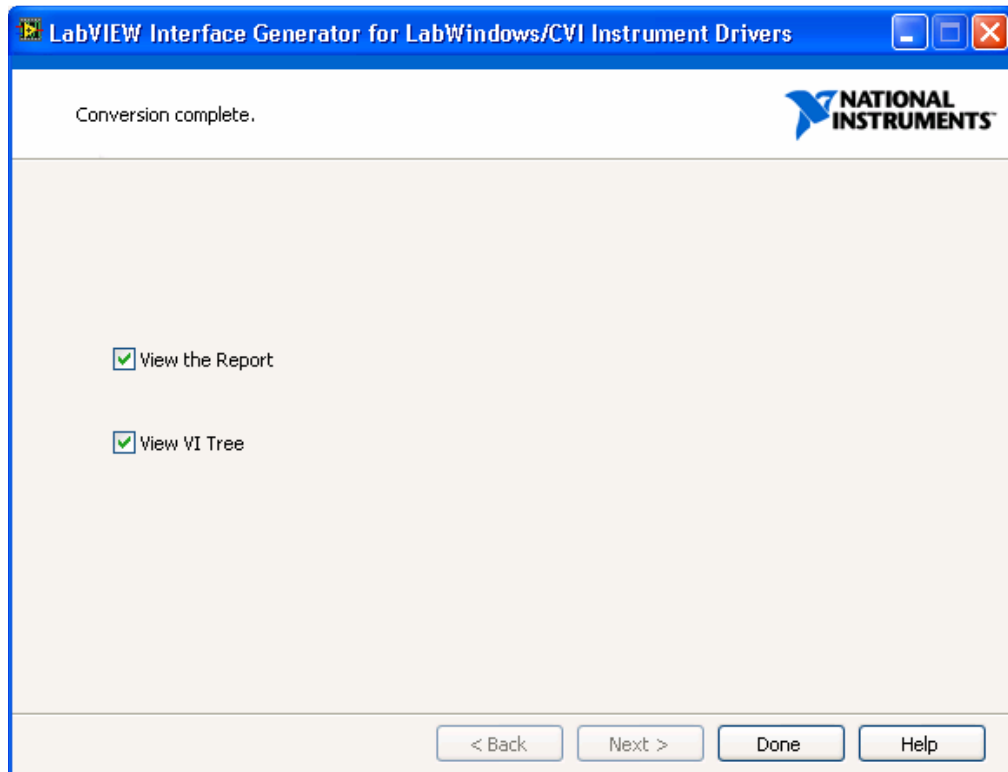 LabVIEW Interface Generator for LabWindows/CVI Instrument Drivers
Conversion complete.
NATIONAL
INSTRUMENTS™
View the Report
View VI Tree
< Back Next > Done Help